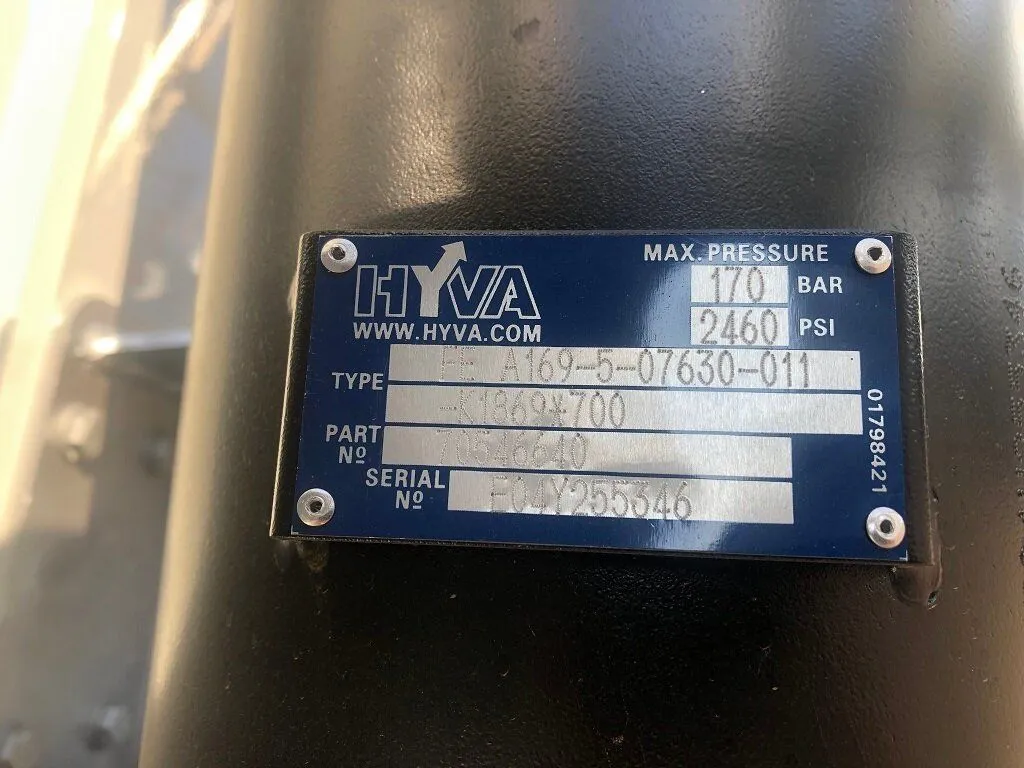 HYVA
WWW.HYVA.COM
MAX. PRESSURE
170 BAR
2460 PSI
TYPE FE A169-5-07630-011
-K1869*700
PART Nº 70546640
SERIAL Nº E04Y255346
01798421